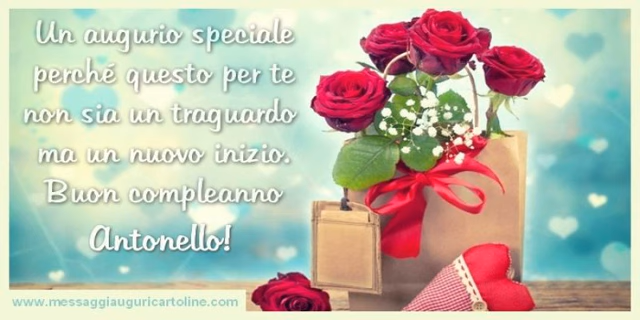 Un augurio speciale
perché questo per te
non sia un traguardo
ma un nuovo inizio.
Buon compleanno
Antonello!
www.messaggiauguricartoline.com